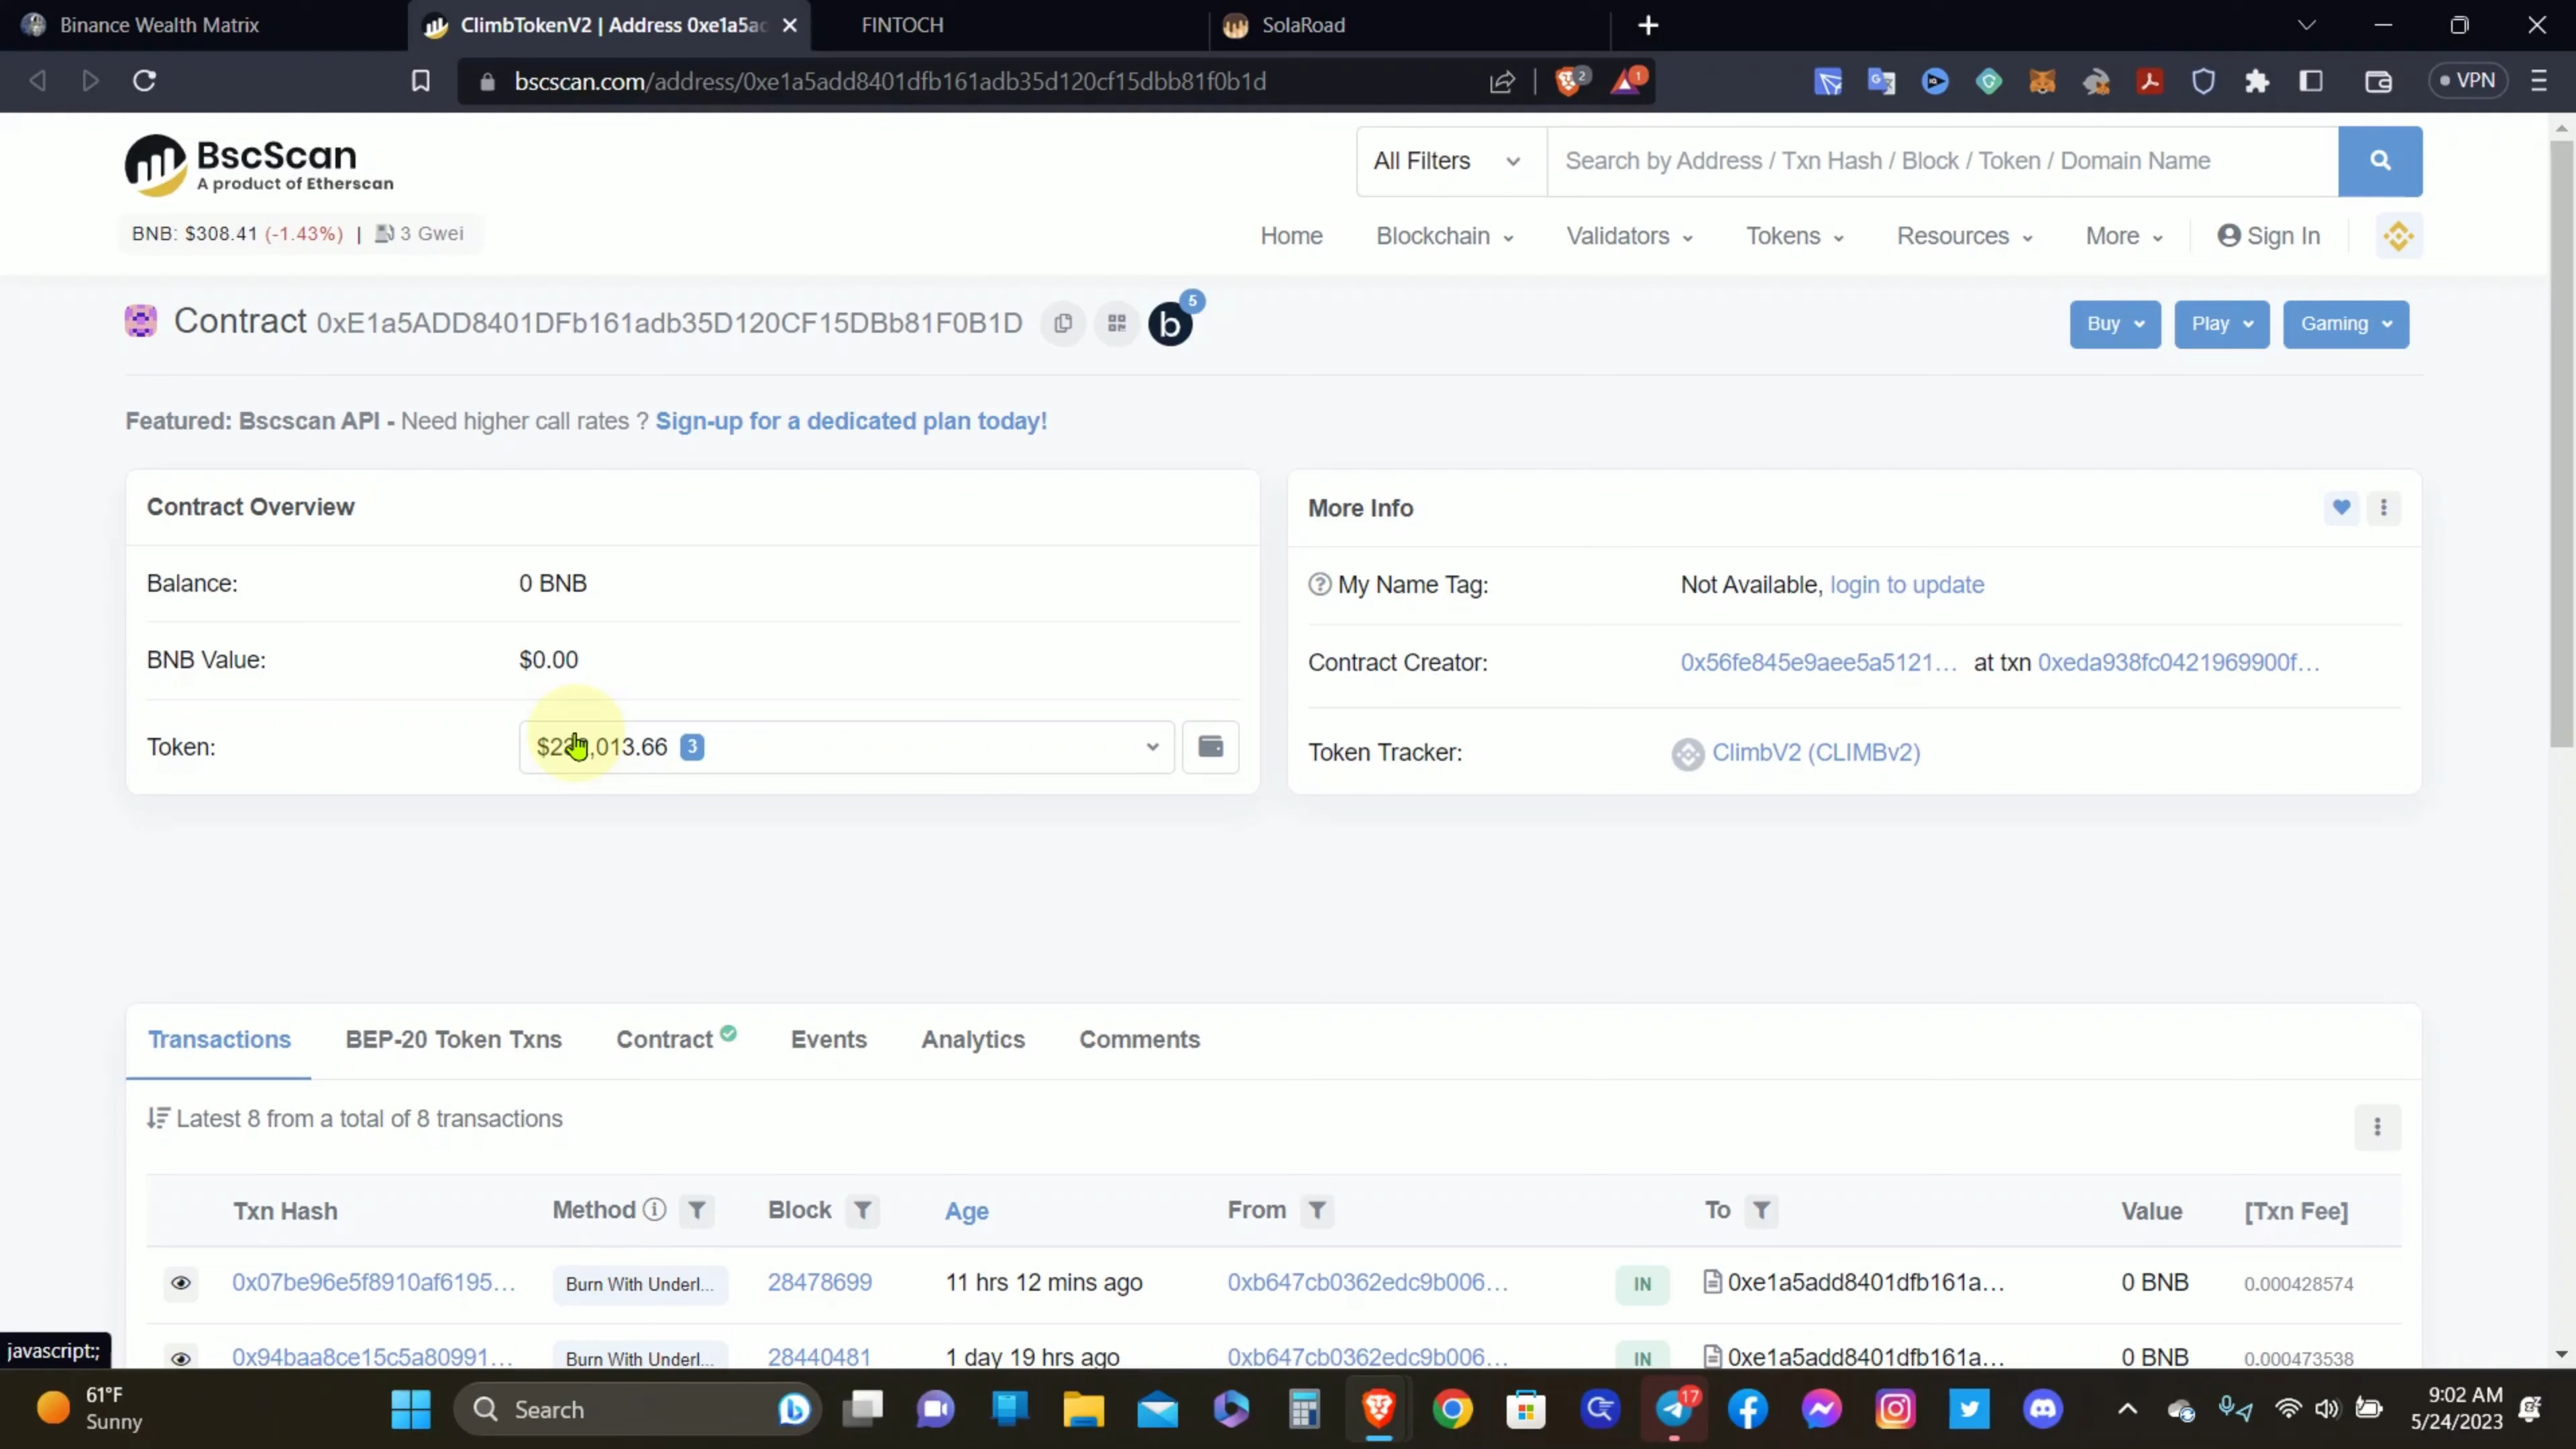 Binance Wealth Matrix
ClimbTokenV2 | Address 0xe1a5a
FINTOCH
SolaRoad
bscscan.com/address/0xe1a5add8401dfb161adb35d120cf15dbb81f0b1d
2
1
VPN
BscScan
A product of Etherscan
All Filters
Search by Address / Txn Hash / Block / Token / Domain Name
BNB: $308.41 (-1.43%) | 3 Gwei
Home
Blockchain
Validators
Tokens
Resources
More
Sign In
Contract 0xE1a5ADD8401DFb161adb35D120CF15DBb81F0B1D
b
5
Buy
Play
Gaming
Featured: Bscscan API - Need higher call rates ? Sign-up for a dedicated plan today!
Contract Overview
Balance: 0 BNB
BNB Value: $0.00
Token: 3
More Info
My Name Tag: Not Available, login to update
Contract Creator: 0x56fe845e9aee5a5121... at txn 0xeda938fc0421969900f...
Token Tracker: ClimbV2 (CLIMBv2)
Transactions
BEP-20 Token Txns
Contract
Events
Analytics
Comments
Latest 8 from a total of 8 transactions
Txn Hash Method Block Age From To Value [Txn Fee]
0x07be96e5f8910af6195... Burn With Underl... 28478699 11 hrs 12 mins ago 0xb647cb0362edc9b006... IN 0xe1a5add8401dfb161a... 0 BNB 0.000428574
0x94baa8ce15c5a80991... Burn With Underl... 28440481 1 day 19 hrs ago 0xb647cb0362edc9b006... IN 0xe1a5add8401dfb161a... 0 BNB 0.000473538
javascript:;
61°F
Sunny
Search
17
9:02 AM
5/24/2023